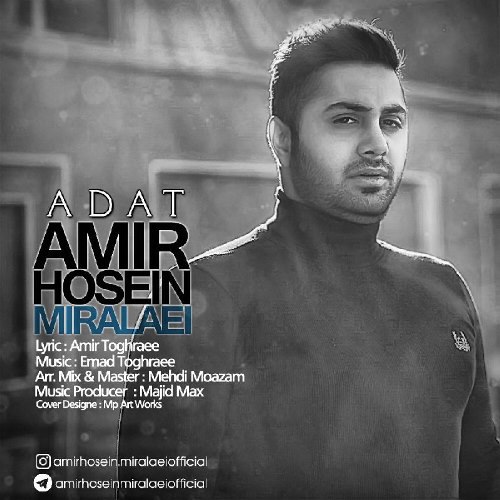 ADAT
AMIR
HOSEIN
MIRALAEI
Lyric : Amir Toghraee
Music : Emad Toghraee
Arr. Mix & Master : Mehdi Moazam
Music Producer : Majid Max
Cover Designe : Mp Art Works
amirhosein.miralaeiofficial
amirhoseinmiralaeiofficial